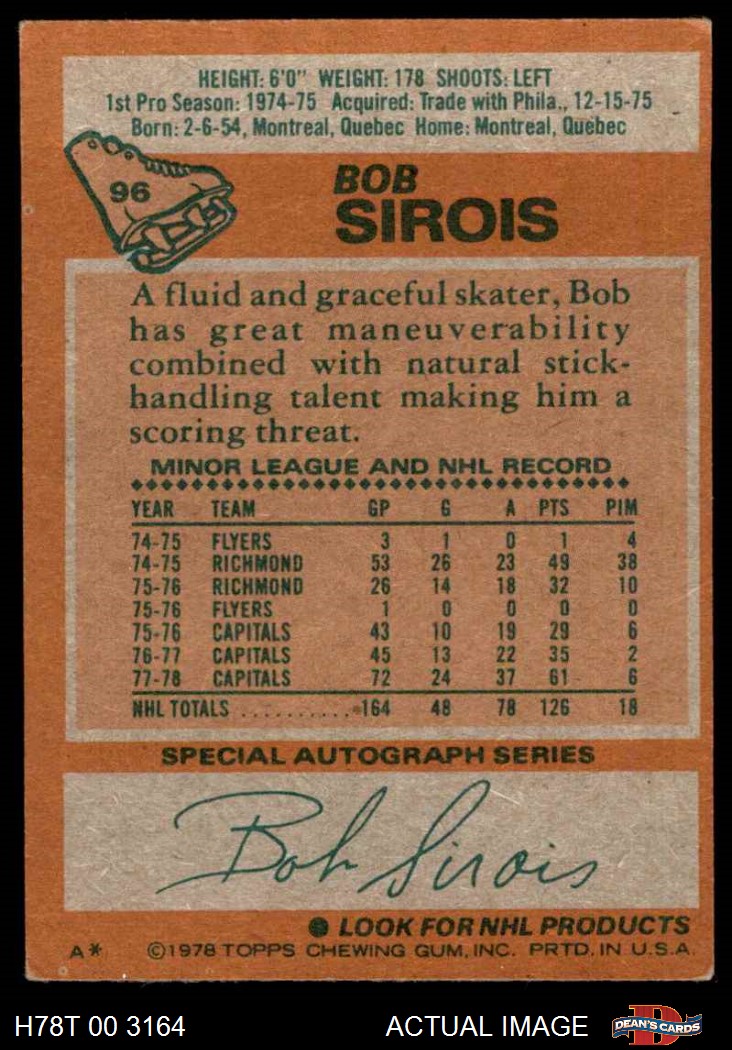 HEIGHT: 6'0" WEIGHT: 178 SHOOTS: LEFT
1st Pro Season: 1974-75 Acquired: Trade with Phila., 12-15-75
Born: 2-6-54, Montreal, Quebec Home: Montreal, Quebec
96
BOB
SIROIS
A fluid and graceful skater, Bob
has great maneuverability
combined with natural stick-
handling talent making him a
scoring threat.
MINOR LEAGUE AND NHL RECORD
YEAR TEAM GP G A PTS PIM
74-75 FLYERS 3 1 0 1 4
74-75 RICHMOND 53 26 23 49 38
75-76 RICHMOND 26 14 18 32 10
75-76 FLYERS 1 0 0 0 0
75-76 CAPITALS 43 10 19 29 6
76-77 CAPITALS 45 13 22 35 2
77-78 CAPITALS 72 24 37 61 6
NHL TOTALS .......... 164 48 78 126 18
SPECIAL AUTOGRAPH SERIES
Bob Sirois
● LOOK FOR NHL PRODUCTS
A* ©1978 TOPPS CHEWING GUM, INC. PRTD. IN U.S.A.
H78T 00 3164 ACTUAL IMAGE D DEAN'S CARDS